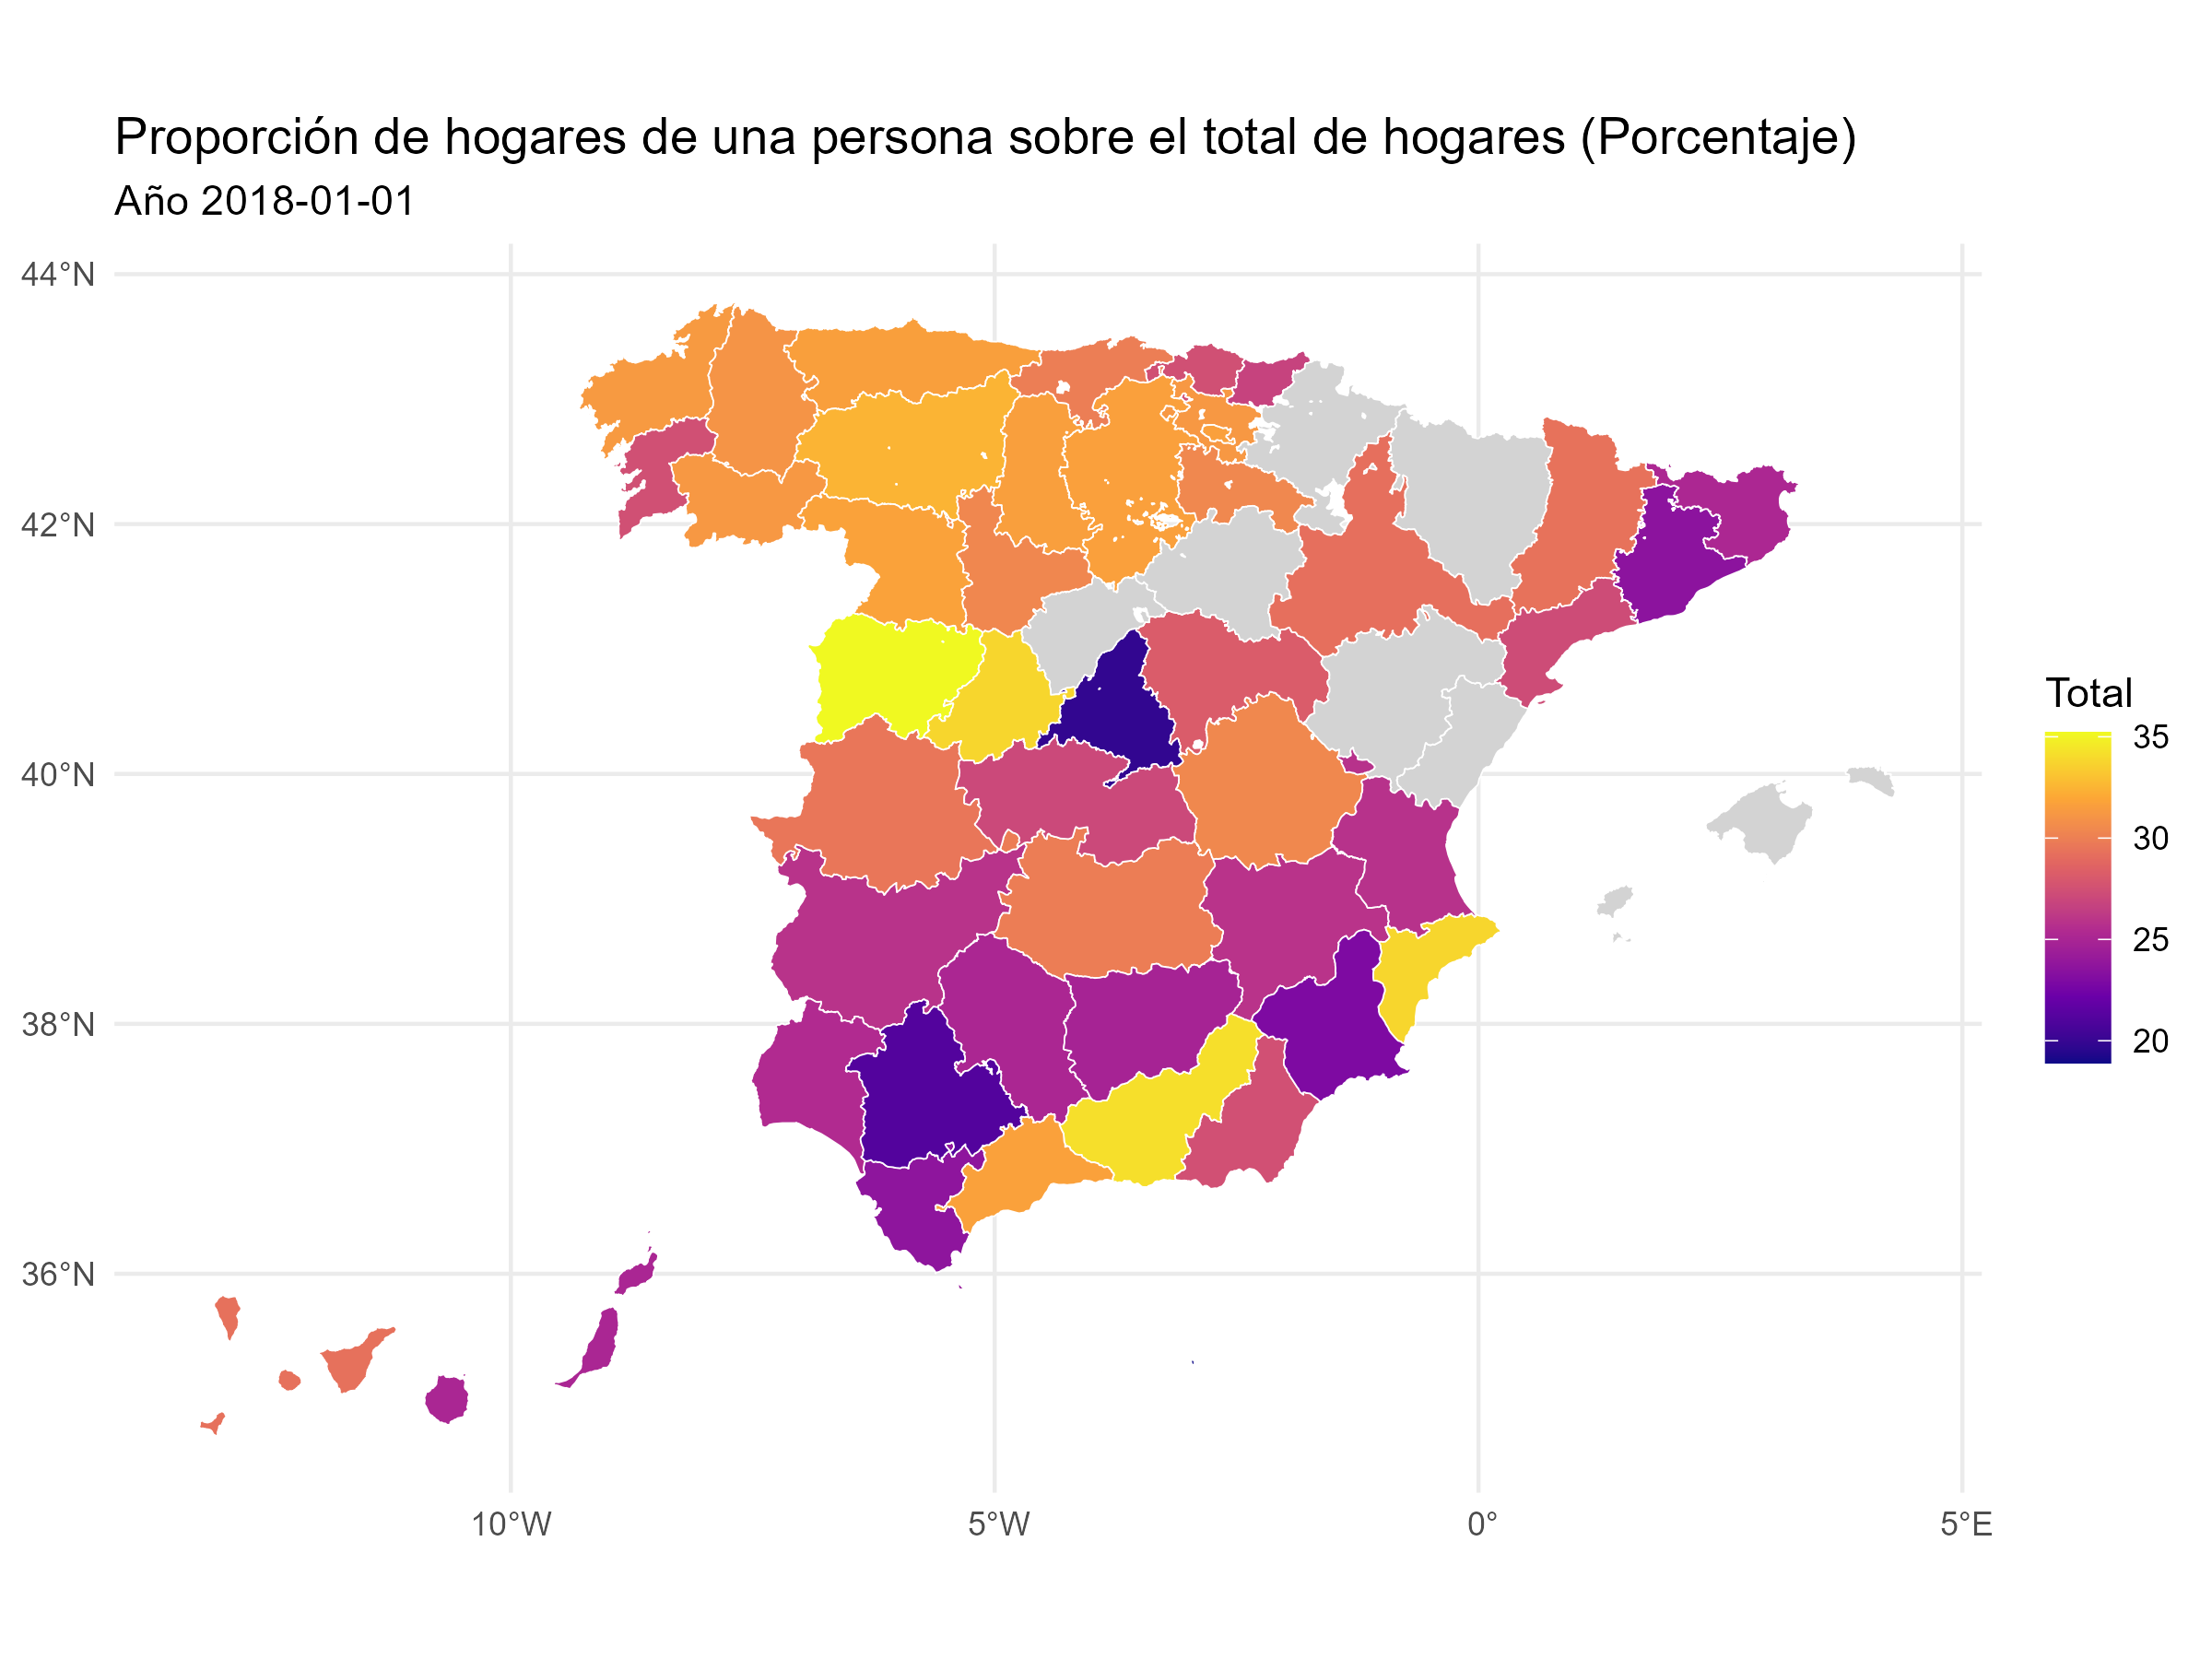 Proporción de hogares de una persona sobre el total de hogares (Porcentaje)
Año 2018-01-01
44°N
42°N
40°N
38°N
36°N
10°W
5°W
0°
5°E
Total
35
30
25
20